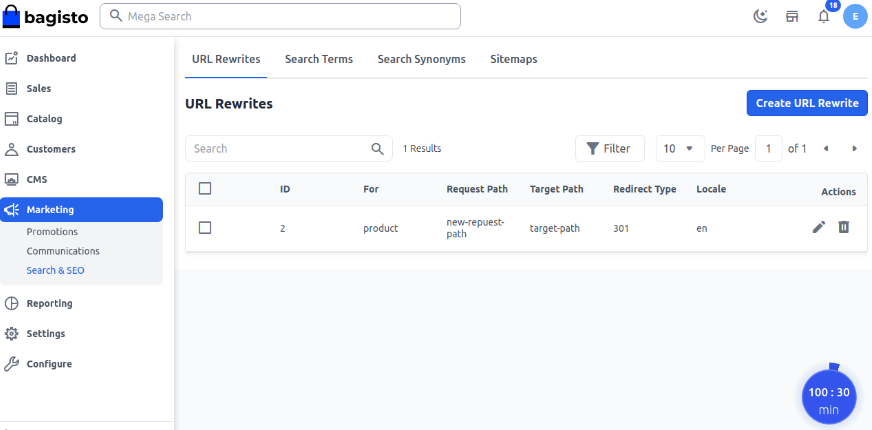 bagisto
Mega Search
18
E
Dashboard
Sales
Catalog
Customers
CMS
Marketing
Promotions
Communications
Search & SEO
Reporting
Settings
Configure
URL Rewrites Search Terms Search Synonyms Sitemaps
URL Rewrites
Create URL Rewrite
Search
1 Results
Filter
10
Per Page
1
of 1
ID For Request Path Target Path Redirect Type Locale Actions
2 product new-repuest-
path target-path 301 en
100 : 30
min